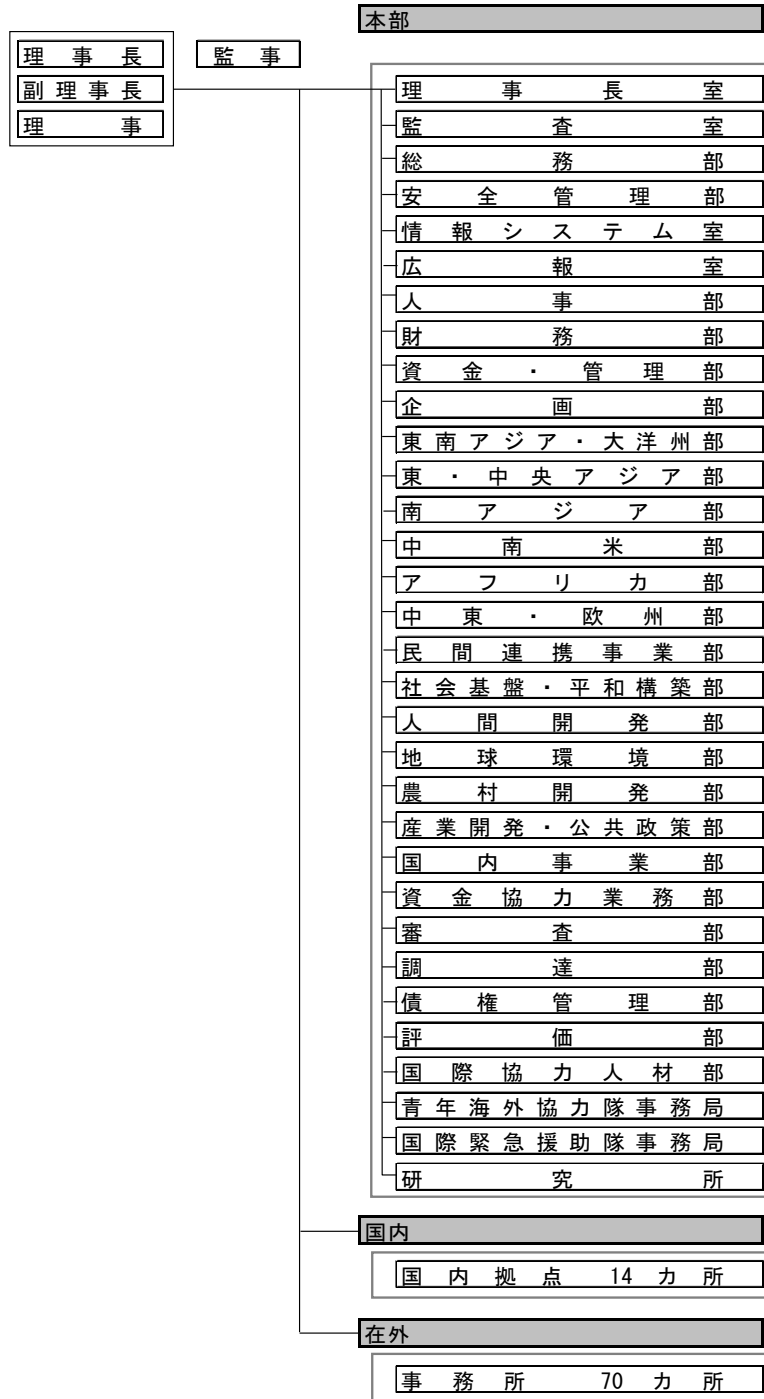 本部
理事長
監事
副理事長
理事
理事長室
監査室
総務部
安全管理部
情報システム室
広報室
人事部
財務部
資金・管理部
企画部
東南アジア・大洋州部
東・中央アジア部
南アジア部
中南米部
アフリカ部
中東・欧州部
民間連携事業部
社会基盤・平和構築部
人間開発部
地球環境部
農村開発部
産業開発・公共政策部
国内事業部
資金協力業務部
審査部
調達部
債権管理部
評価部
国際協力人材部
青年海外協力隊事務局
国際緊急援助隊事務局
研究所
国内
国内拠点 14カ所
在外
事務所 70カ所